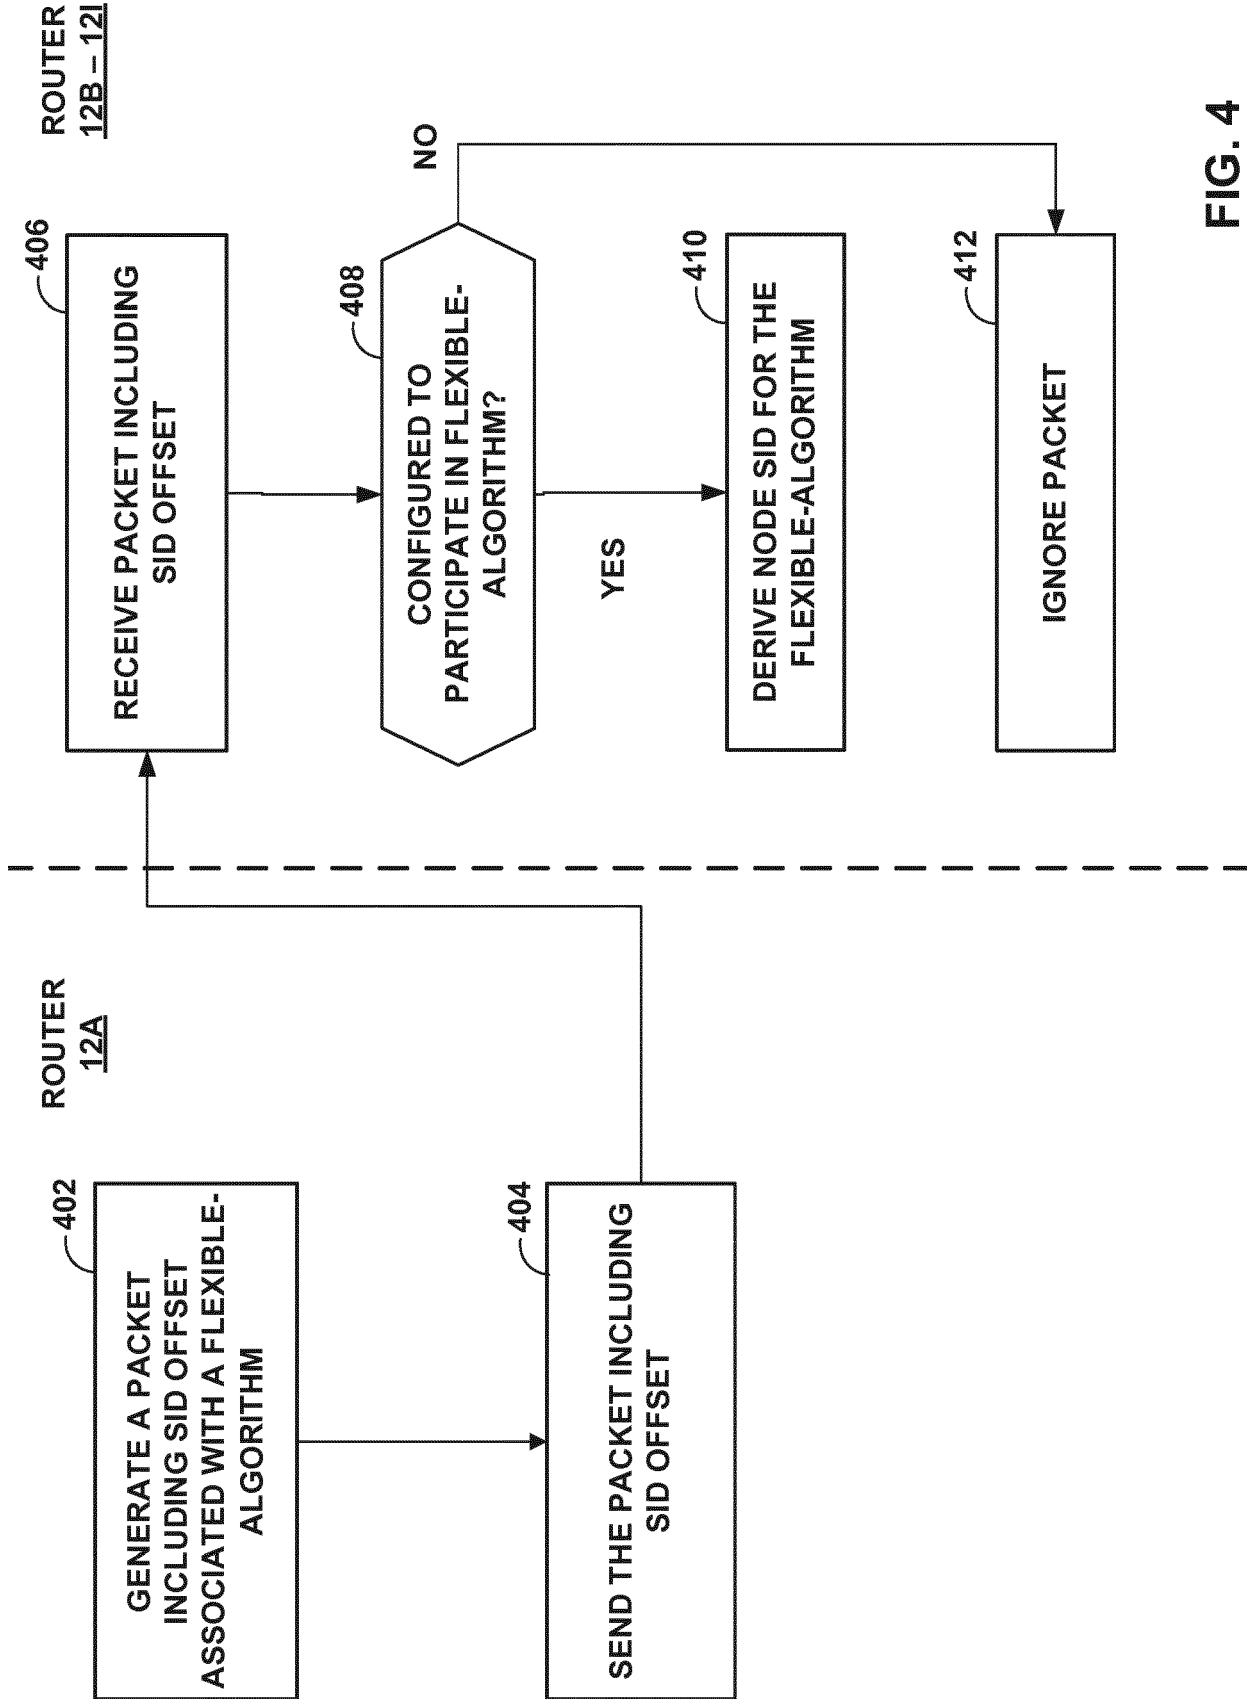 ROUTER
12A
402
GENERATE A PACKET
INCLUDING SID OFFSET
ASSOCIATED WITH A FLEXIBLE-
ALGORITHM
404
SEND THE PACKET INCLUDING
SID OFFSET
ROUTER
12B – 12I
406
RECEIVE PACKET INCLUDING
SID OFFSET
408
CONFIGURED TO
PARTICIPATE IN FLEXIBLE-
ALGORITHM?
NO
YES
410
DERIVE NODE SID FOR THE
FLEXIBLE-ALGORITHM
412
IGNORE PACKET
FIG. 4